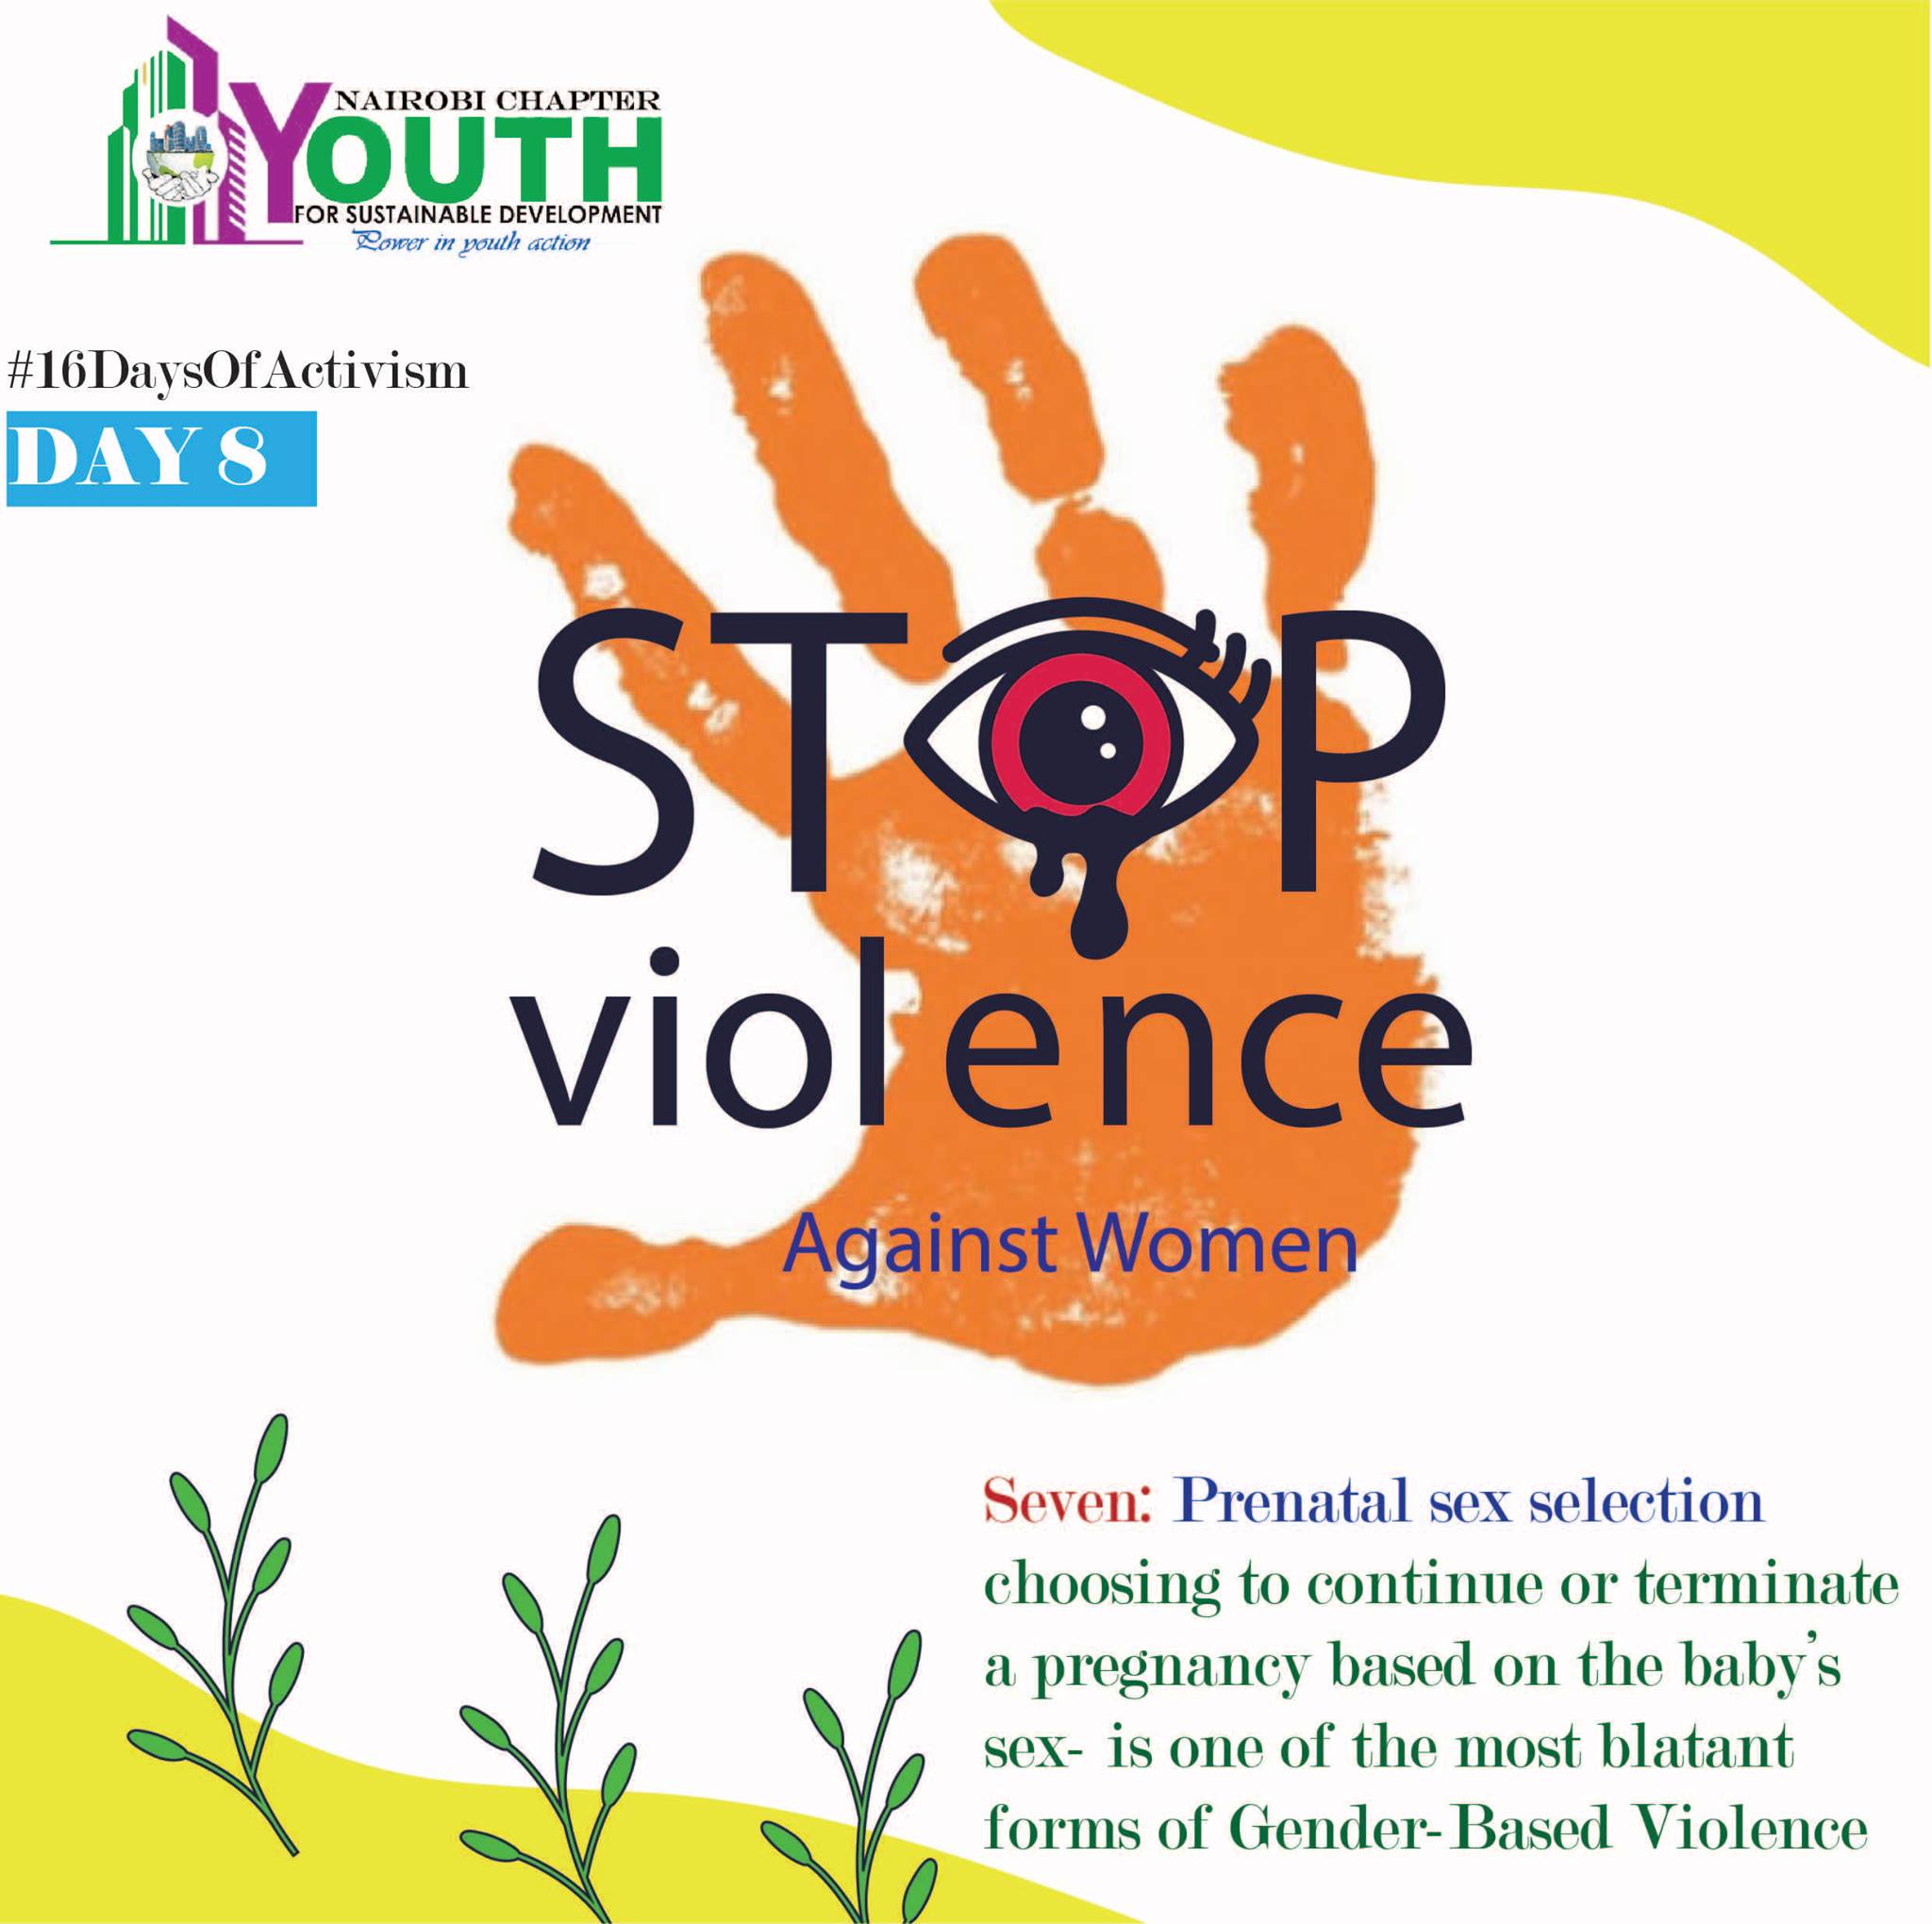 NAIROBI CHAPTER
YOUTH
FOR SUSTAINABLE DEVELOPMENT
Power in youth action
#16DaysOfActivism
DAY 8
STOP
violence
Against Women
Seven: Prenatal sex selection
choosing to continue or terminate
a pregnancy based on the baby's
sex- is one of the most blatant
forms of Gender-Based Violence